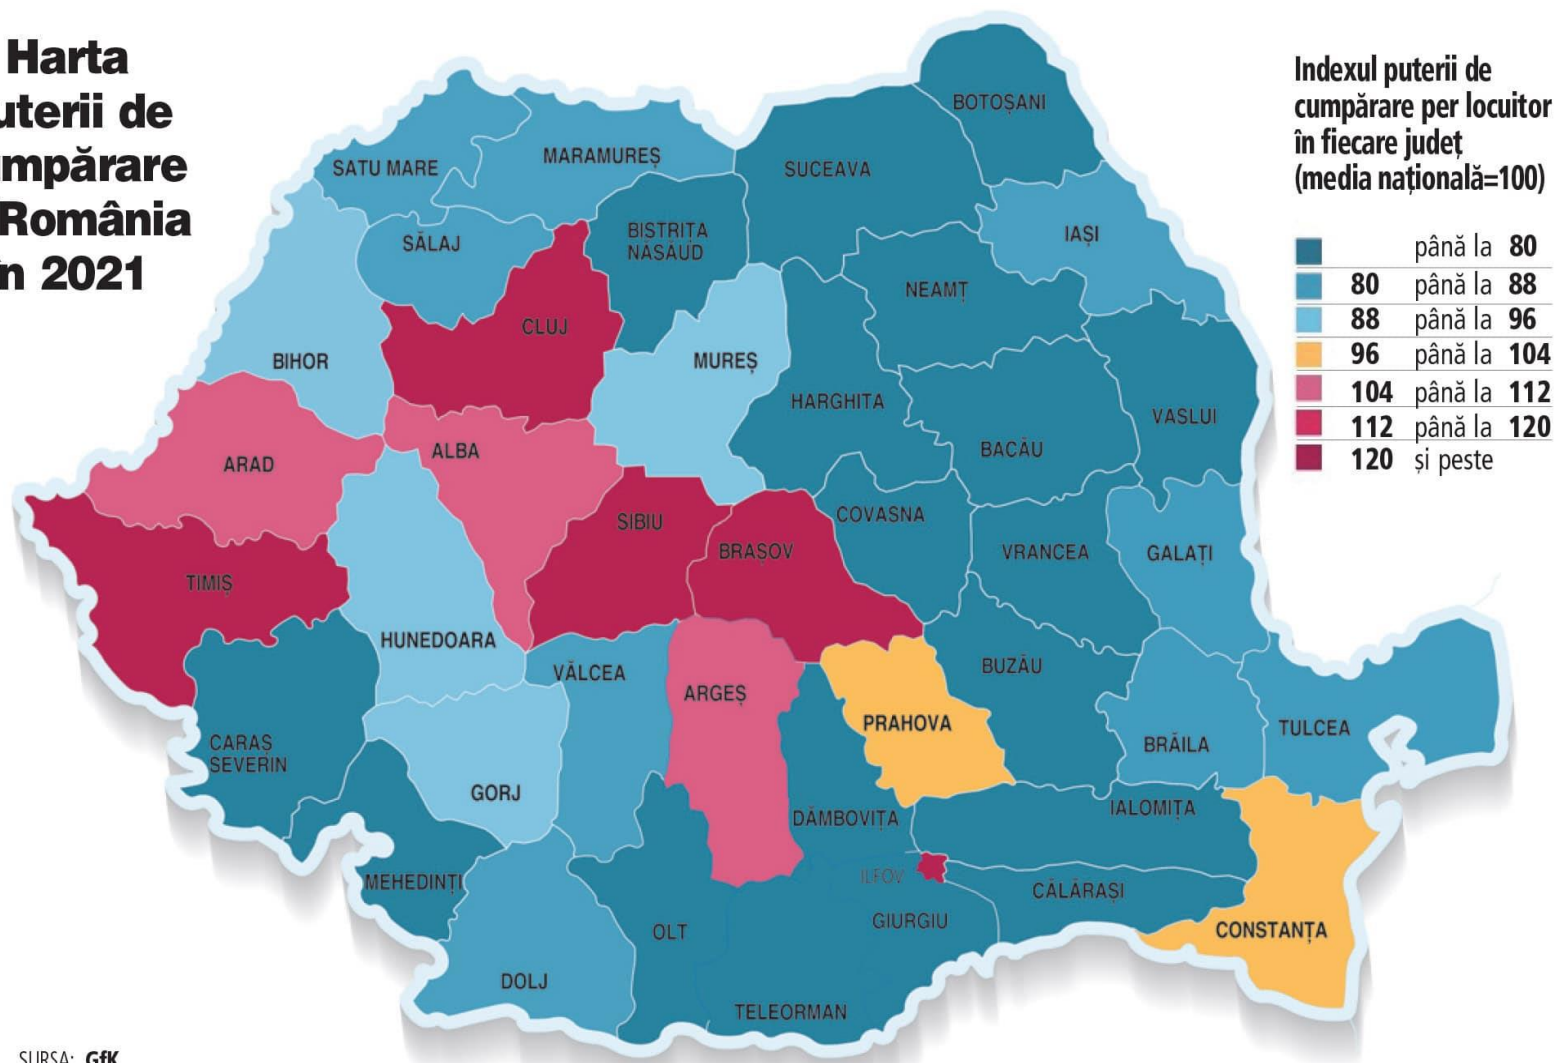 Harta
uterii de
mpărare
România
în 2021
Indexul puterii de
cumpărare per locuitor
în fiecare județ
(media națională=100)
până la 80
80 până la 88
88 până la 96
96 până la 104
104 până la 112
112 până la 120
120 și peste
BOTOȘANI
SUCEAVA
MARAMUREȘ
SATU MARE
SĂLAJ
BISTRIȚA
NĂSĂUD
IAȘI
NEAMȚ
CLUJ
BIHOR
MUREȘ
HARGHITA
VASLUI
BACĂU
ALBA
ARAD
SIBIU
COVASNA
BRAȘOV
VRANCEA
GALAȚI
TIMIȘ
HUNEDOARA
VÂLCEA
ARGEȘ
BUZĂU
PRAHOVA
TULCEA
BRĂILA
CARAȘ
SEVERIN
GORJ
DÂMBOVIȚA
IALOMIȚA
MEHEDINȚI
ILFOV
CĂLĂRAȘI
GIURGIU
CONSTANȚA
OLT
DOLJ
TELEORMAN
SURSA: GfK